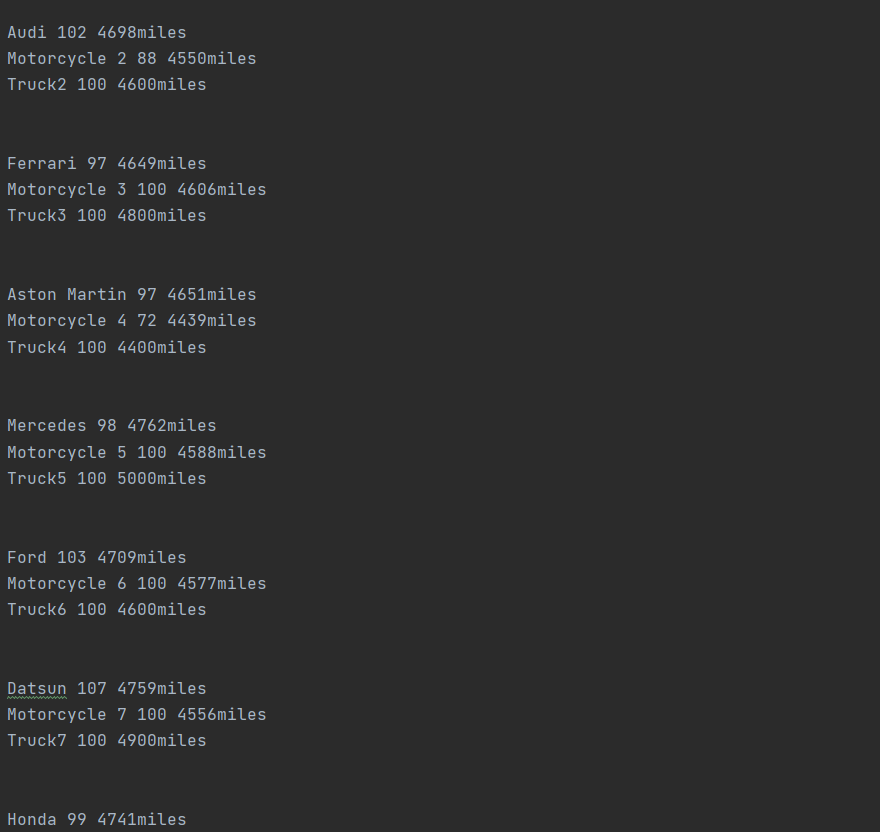 Audi 102 4698miles
Motorcycle 2 88 4550miles
Truck2 100 4600miles
Ferrari 97 4649miles
Motorcycle 3 100 4606miles
Truck3 100 4800miles
Aston Martin 97 4651miles
Motorcycle 4 72 4439miles
Truck4 100 4400miles
Mercedes 98 4762miles
Motorcycle 5 100 4588miles
Truck5 100 5000miles
Ford 103 4709miles
Motorcycle 6 100 4577miles
Truck6 100 4600miles
Datsun 107 4759miles
Motorcycle 7 100 4556miles
Truck7 100 4900miles
Honda 99 4741miles